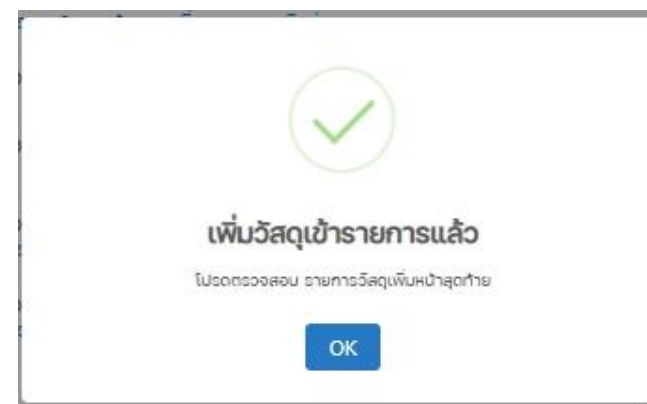 เพิ่มวัสดุเข้ารายการแล้ว
โปรดตรวจสอบ รายการวัสดุเพิ่มหน้าสุดท้าย
OK